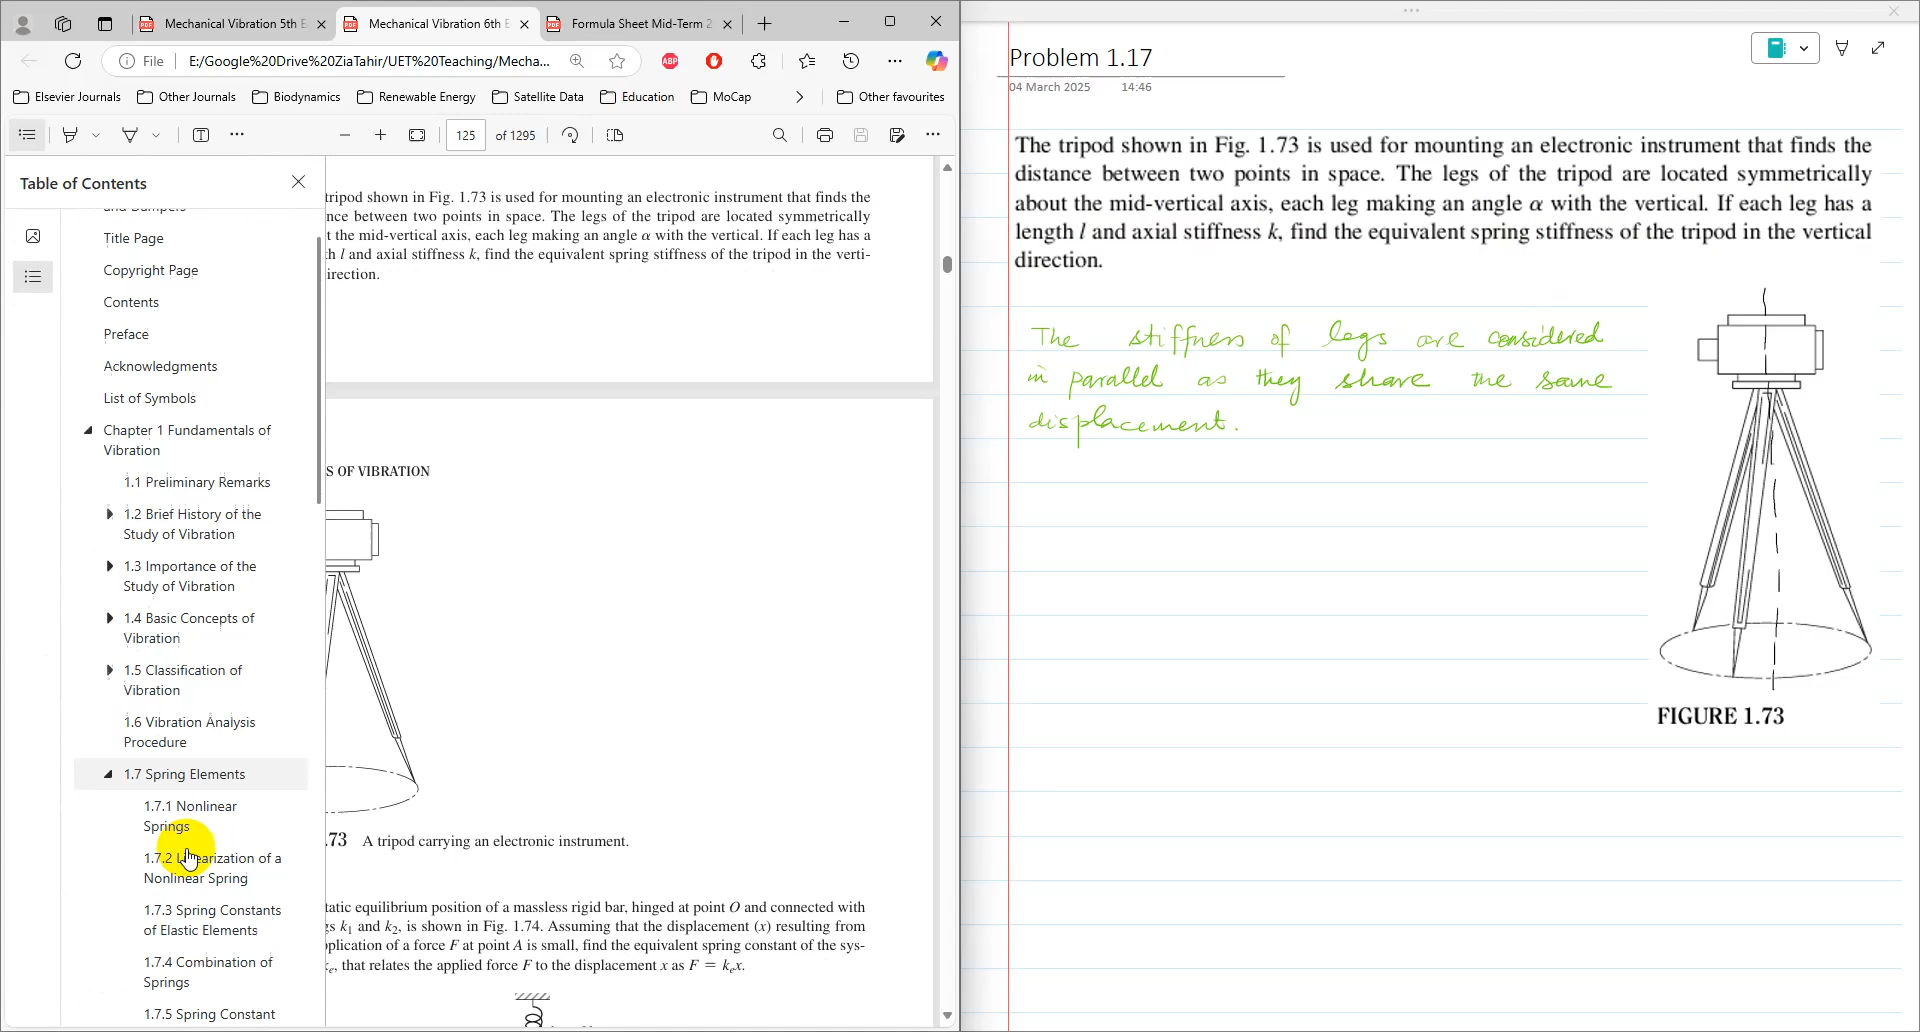 Mechanical Vibration 5th E
Mechanical Vibration 6th E
Formula Sheet Mid-Term 2
File
E:/Google%20Drive%20ZiaTahir/UET%20Teaching/Mecha...
ABP
Elsevier Journals
Other Journals
Biodynamics
Renewable Energy
Satellite Data
Education
MoCap
Other favourites
125 of 1295
Table of Contents
and Dampers
Title Page
Copyright Page
Contents
Preface
Acknowledgments
List of Symbols
Chapter 1 Fundamentals of
Vibration
1.1 Preliminary Remarks
1.2 Brief History of the
Study of Vibration
1.3 Importance of the
Study of Vibration
1.4 Basic Concepts of
Vibration
1.5 Classification of
Vibration
1.6 Vibration Analysis
Procedure
1.7 Spring Elements
1.7.1 Nonlinear
Springs
1.7.2 Linearization of a
Nonlinear Spring
1.7.3 Spring Constants
of Elastic Elements
1.7.4 Combination of
Springs
1.7.5 Spring Constant
tripod shown in Fig. 1.73 is used for mounting an electronic instrument that finds the
nce between two points in space. The legs of the tripod are located symmetrically
t the mid-vertical axis, each leg making an angle α with the vertical. If each leg has a
h l and axial stiffness k, find the equivalent spring stiffness of the tripod in the verti-
irection.
S OF VIBRATION
.73 A tripod carrying an electronic instrument.
tatic equilibrium position of a massless rigid bar, hinged at point O and connected with
gs k1 and k2, is shown in Fig. 1.74. Assuming that the displacement (x) resulting from
pplication of a force F at point A is small, find the equivalent spring constant of the sys-
ke, that relates the applied force F to the displacement x as F = kex.
Problem 1.17
04 March 2025 14:46
The tripod shown in Fig. 1.73 is used for mounting an electronic instrument that finds the
distance between two points in space. The legs of the tripod are located symmetrically
about the mid-vertical axis, each leg making an angle α with the vertical. If each leg has a
length l and axial stiffness k, find the equivalent spring stiffness of the tripod in the vertical
direction.
The stiffness of legs are considered
in parallel as they share the same
displacement.
FIGURE 1.73